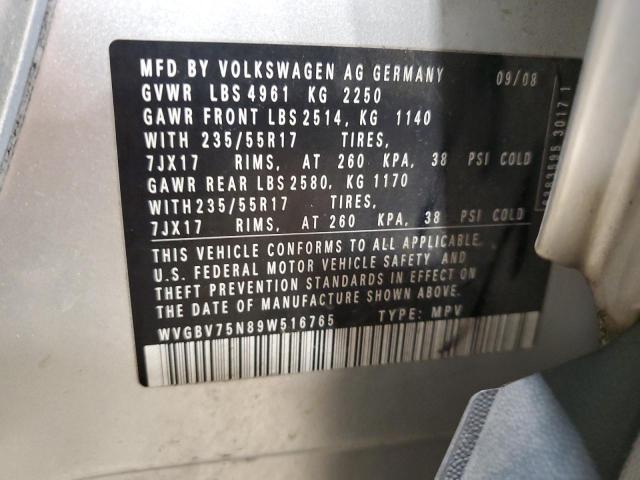 MFD BY VOLKSWAGEN AG GERMANY 09/08
GVWR LBS 4961 KG 2250
GAWR FRONT LBS 2514, KG 1140
WITH 235/55R17 TIRES,
7JX17 RIMS, AT 260 KPA, 38 PSI COLD
GAWR REAR LBS 2580, KG 1170
WITH 235/55R17 TIRES,
7JX17 RIMS, AT 260 KPA, 38 PSI COLD
THIS VEHICLE CONFORMS TO ALL APPLICABLE
U.S. FEDERAL MOTOR VEHICLE SAFETY AND
THEFT PREVENTION STANDARDS IN EFFECT ON
THE DATE OF MANUFACTURE SHOWN ABOVE.
WVGBV75N89W516765 TYPE: MPV
3017 1